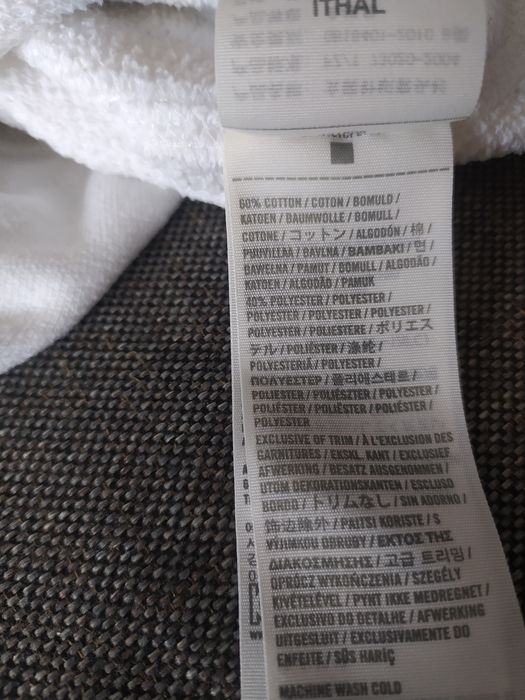 ITHAL
60% COTTON / COTON / BOMULD /
KATOEN / BAUMWOLLE / BOMULL /
COTONE / コットン / ALGODÓN / 棉 /
PUUVILLAA / BAVLNA / ΒΑΜΒΑΚΙ / 면 /
BAWEŁNA / PAMUT / BOMULL / ALGODÃO /
KATOEN / ALGODÃO / PAMUK
40% POLYESTER / POLYESTER /
POLYESTER / POLYESTER / POLYESTER /
POLIESTERE / POLIESTERE / ポリエス
テル / POLIÉSTER / 涤纶 /
POLYESTERIÄ / POLYESTER /
ΠΟΛΥΕΣΤΕΡ / 폴리에스테르 /
POLIESTER / POLIÉSZTER / POLYESTER /
POLIÉSTER / POLIÉSTER / POLIÉSTER /
POLYESTER
EXCLUSIVE OF TRIM / À L'EXCLUSION DES
GARNITURES / EKSKL. KANT / EXCLUSIEF
AFWERKING / BESATZ AUSGENOMMEN /
UTOM DEKORATIONSKANTEN / ESCLUSO
BORDO / トリムなし / SIN ADORNO /
饰边除外 / PAITSI KORISTE / S
VÝJIMKOU OBRUBY / ΕΚΤΟΣ ΤΗΣ
ΔΙΑΚΟΣΜΗΣΗΣ / 고급 트리밍 /
OPRÓCZ WYKOŃCZENIA / SZEGÉLY
KIVÉTELÉVEL / PYNT IKKE MEDREGNET /
EXCLUSIVO DO DETALHE / AFWERKING
UITGESLUIT / EXCLUSIVAMENTE DO
ENFEITE / SÜS HARİÇ
MACHINE WASH COLD